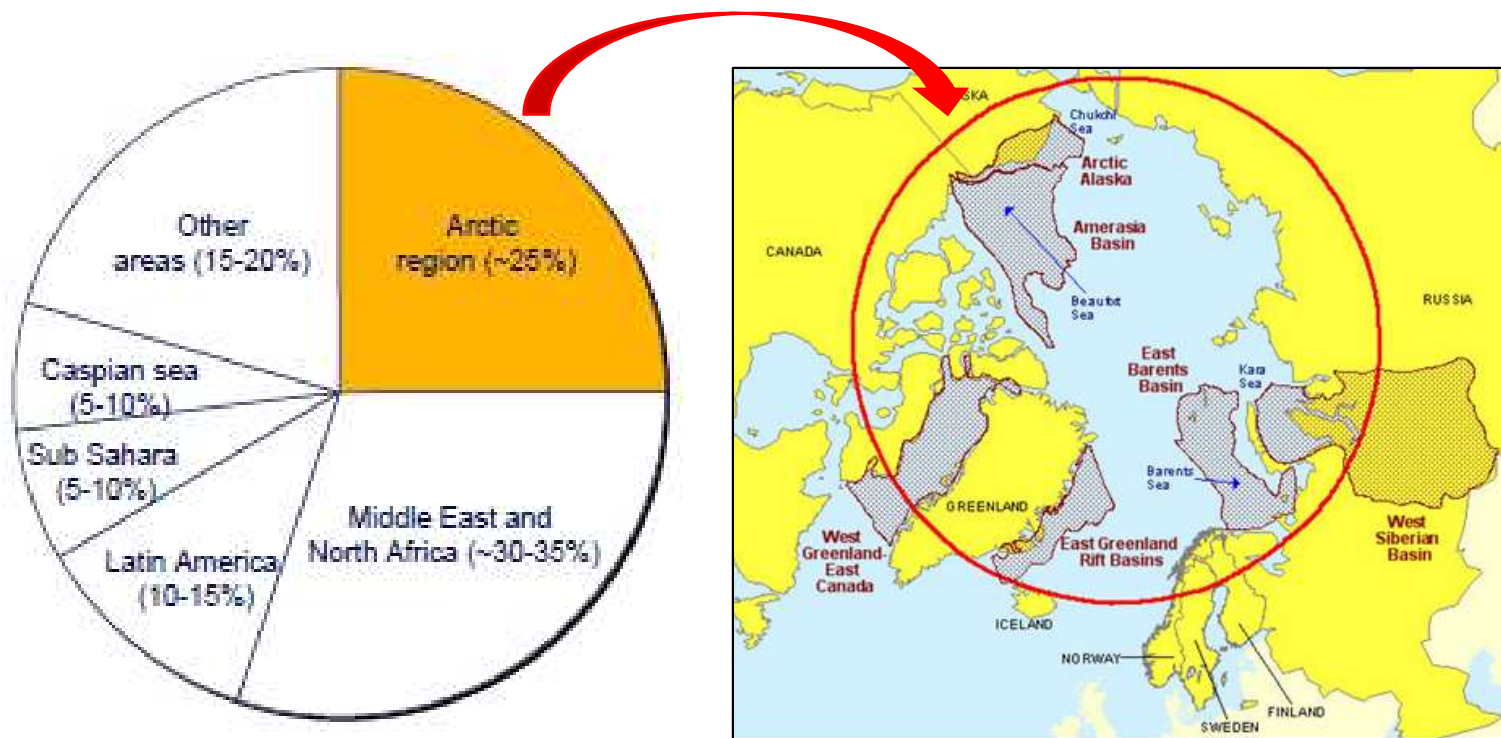 Other
areas (15-20%)
Arctic
region (~25%)
Caspian sea
(5-10%)
Sub Sahara
(5-10%)
Latin America
(10-15%)
Middle East and
North Africa (~30-35%)
SKA
Chukchi
Sea
Arctic
Alaska
Amerasia
Basin
CANADA
Beaufort
Sea
RUSSIA
East
Barents
Basin
Kara
Sea
Barents
Sea
GREENLAND
West
Greenland-
East
Canada
East Greenland
Rift Basins
West
Siberian
Basin
ICELAND
NORWAY
SWEDEN
FINLAND